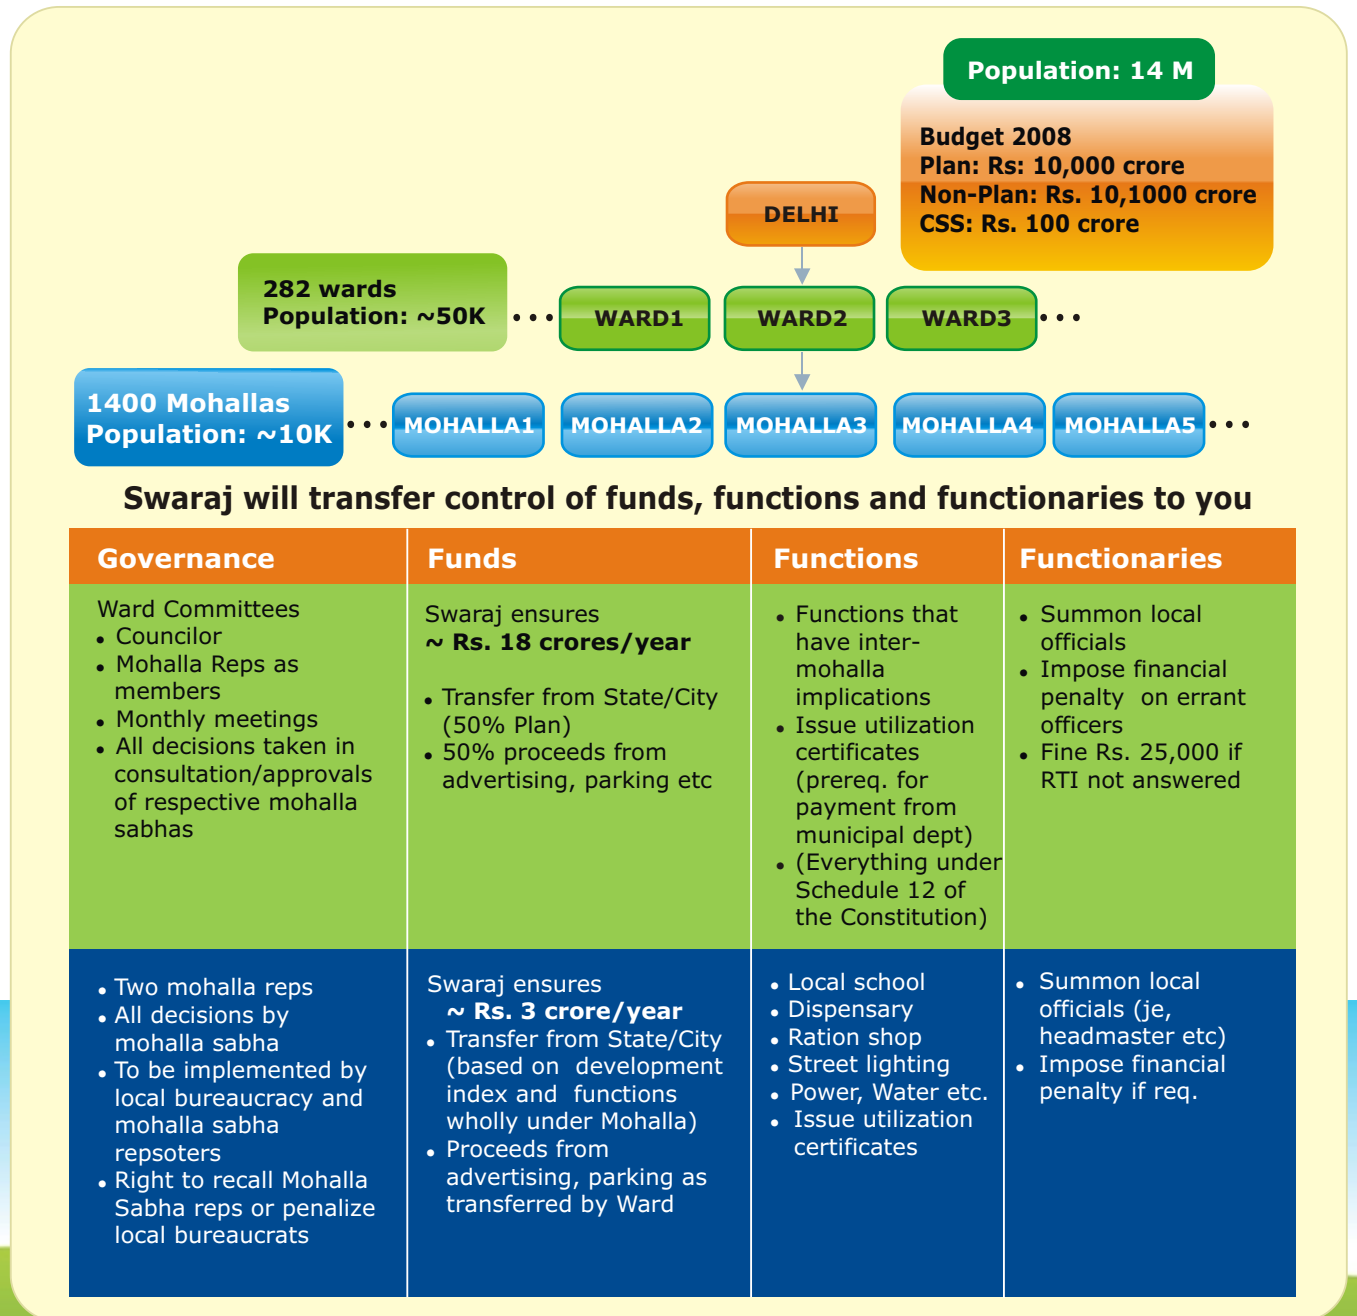 Population: 14 M
Budget 2008
Plan: Rs: 10,000 crore
Non-Plan: Rs. 10,1000 crore
CSS: Rs. 100 crore
DELHI
282 wards
Population: ~50K
WARD1
WARD2
WARD3
1400 Mohallas
Population: ~10K
MOHALLA1
MOHALLA2
MOHALLA3
MOHALLA4
MOHALLA5
Swaraj will transfer control of funds, functions and functionaries to you
Governance
Funds
Functions
Functionaries
Ward Committees
• Councilor
• Mohalla Reps as
members
• Monthly meetings
• All decisions taken in
consultation/approvals
of respective mohalla
sabhas
Swaraj ensures
~ Rs. 18 crores/year
• Transfer from State/City
(50% Plan)
• 50% proceeds from
advertising, parking etc
• Functions that
have inter-
mohalla
implications
• Issue utilization
certificates
(prereq. for
payment from
municipal dept)
• (Everything under
Schedule 12 of
the Constitution)
• Summon local
officials
• Impose financial
penalty on errant
officers
• Fine Rs. 25,000 if
RTI not answered
• Two mohalla reps
• All decisions by
mohalla sabha
• To be implemented by
local bureaucracy and
mohalla sabha
repsoters
• Right to recall Mohalla
Sabha reps or penalize
local bureaucrats
Swaraj ensures
~ Rs. 3 crore/year
• Transfer from State/City
(based on development
index and functions
wholly under Mohalla)
• Proceeds from
advertising, parking as
transferred by Ward
• Local school
• Dispensary
• Ration shop
• Street lighting
• Power, Water etc.
• Issue utilization
certificates
• Summon local
officials (je,
headmaster etc)
• Impose financial
penalty if req.